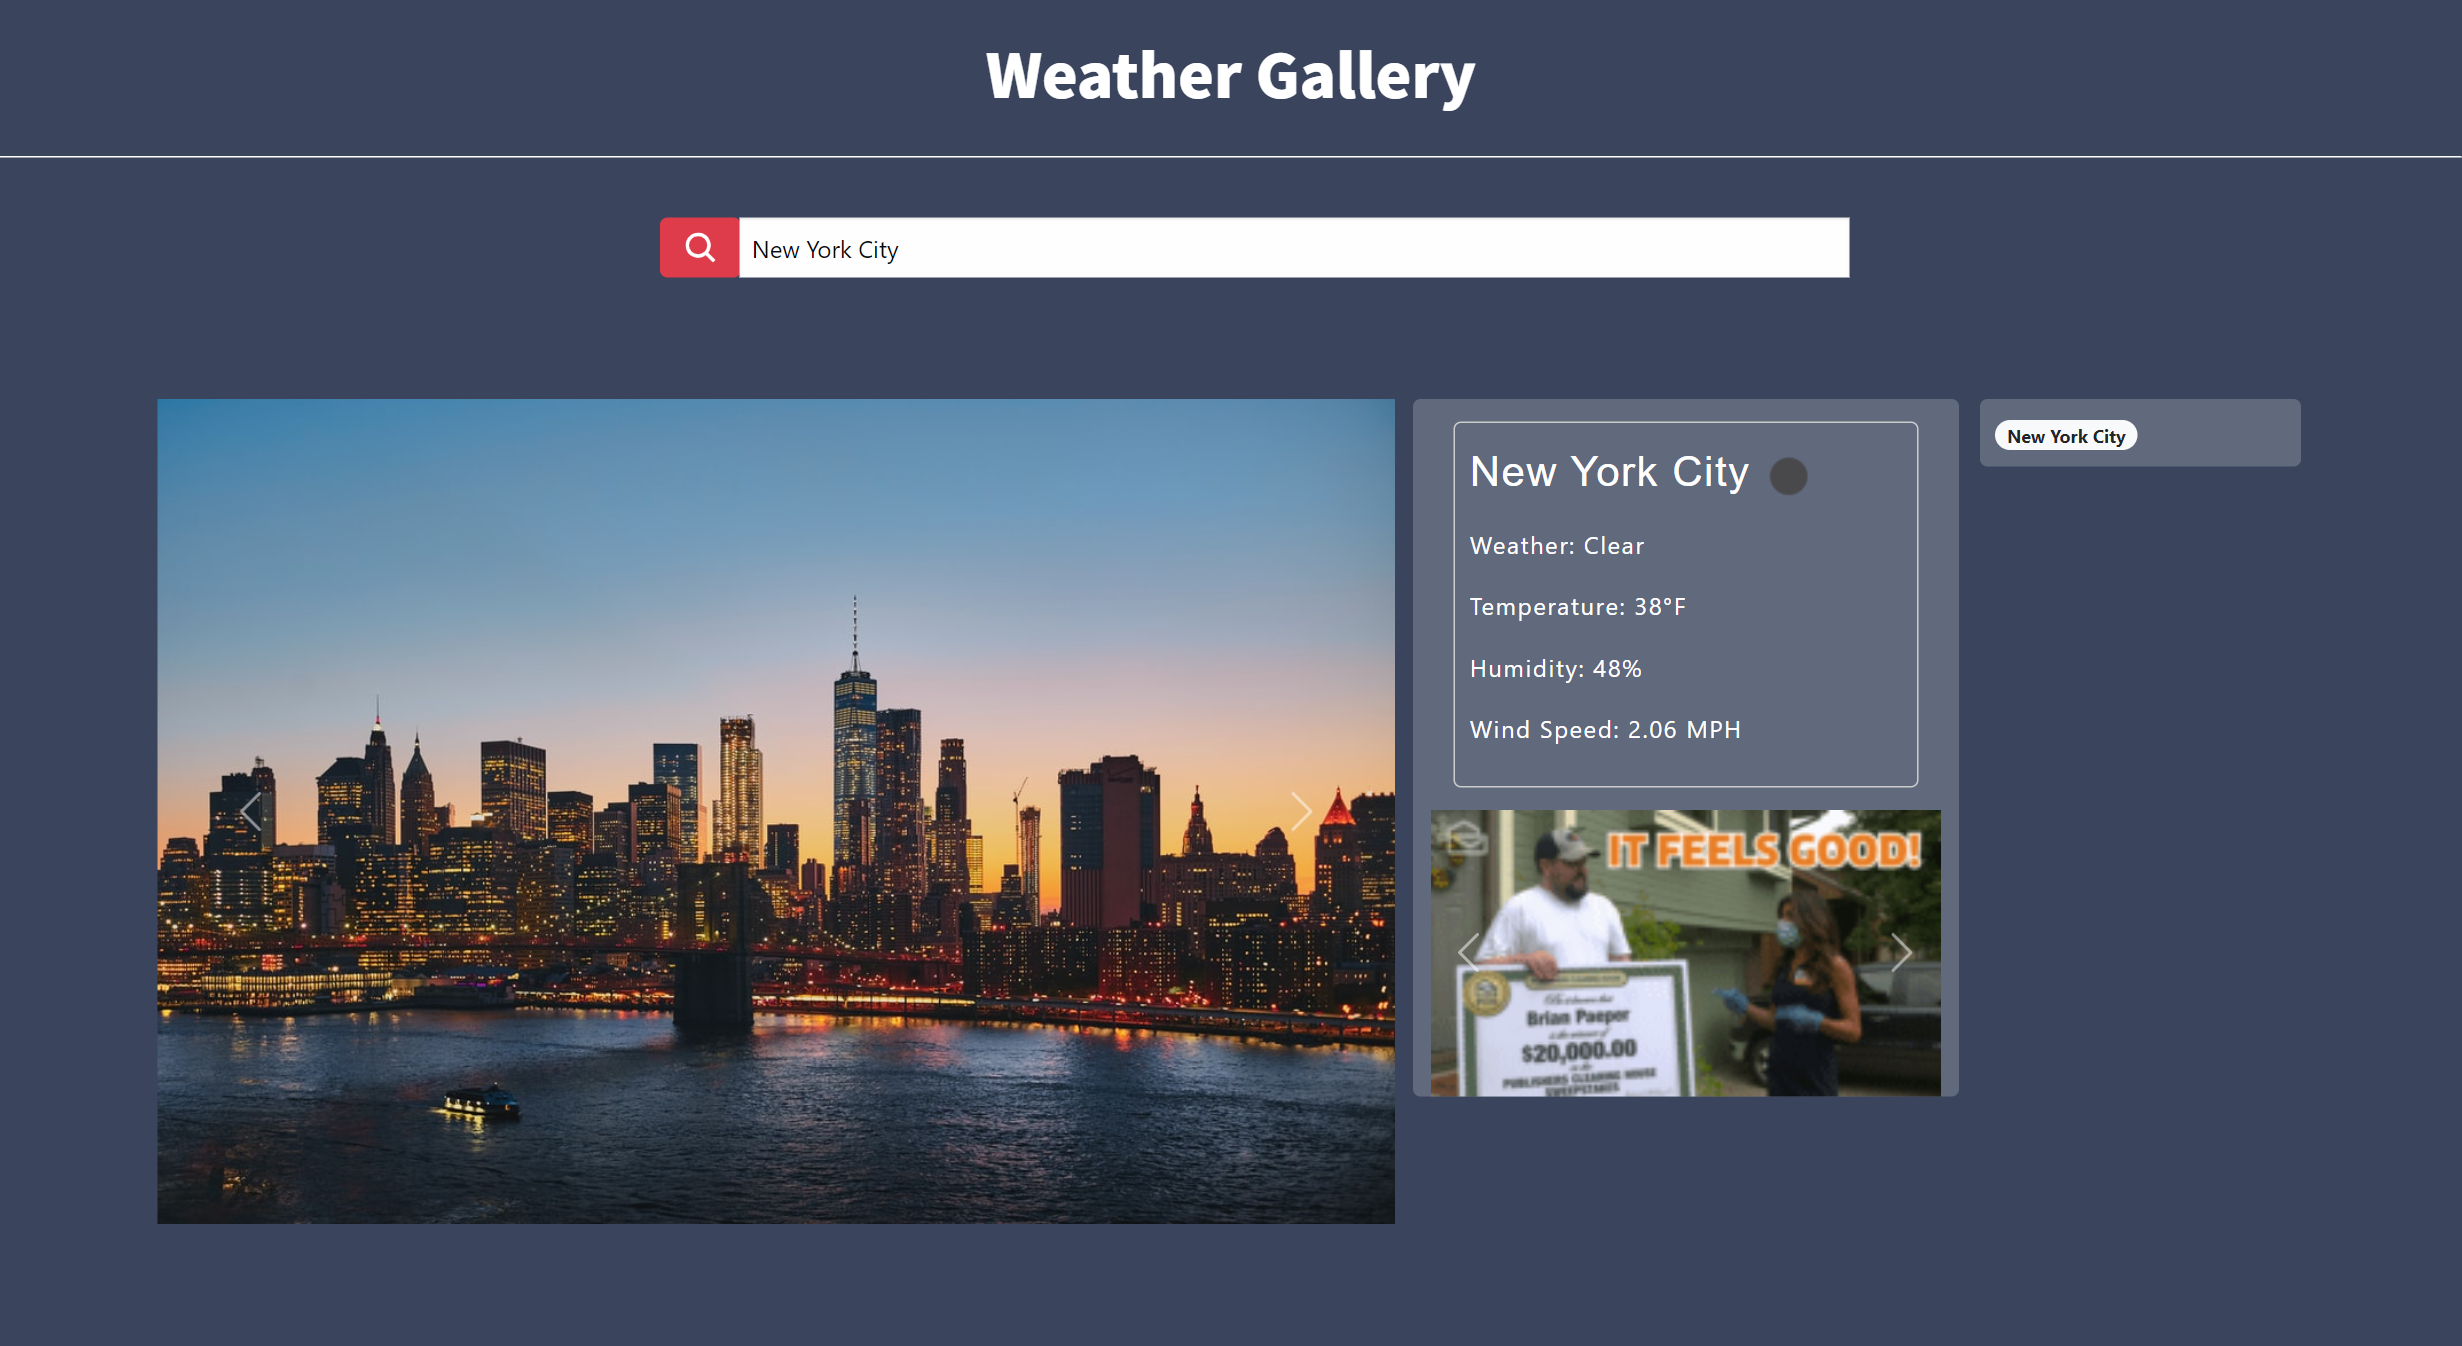 Weather Gallery
New York City
New York City
Weather: Clear
Temperature: 38°F
Humidity: 48%
Wind Speed: 2.06 MPH
New York City
IT FEELS GOOD!
Brian Paeper
$20,000.00
PUBLISHERS CLEARING HOUSE
SWEEPSTAKES